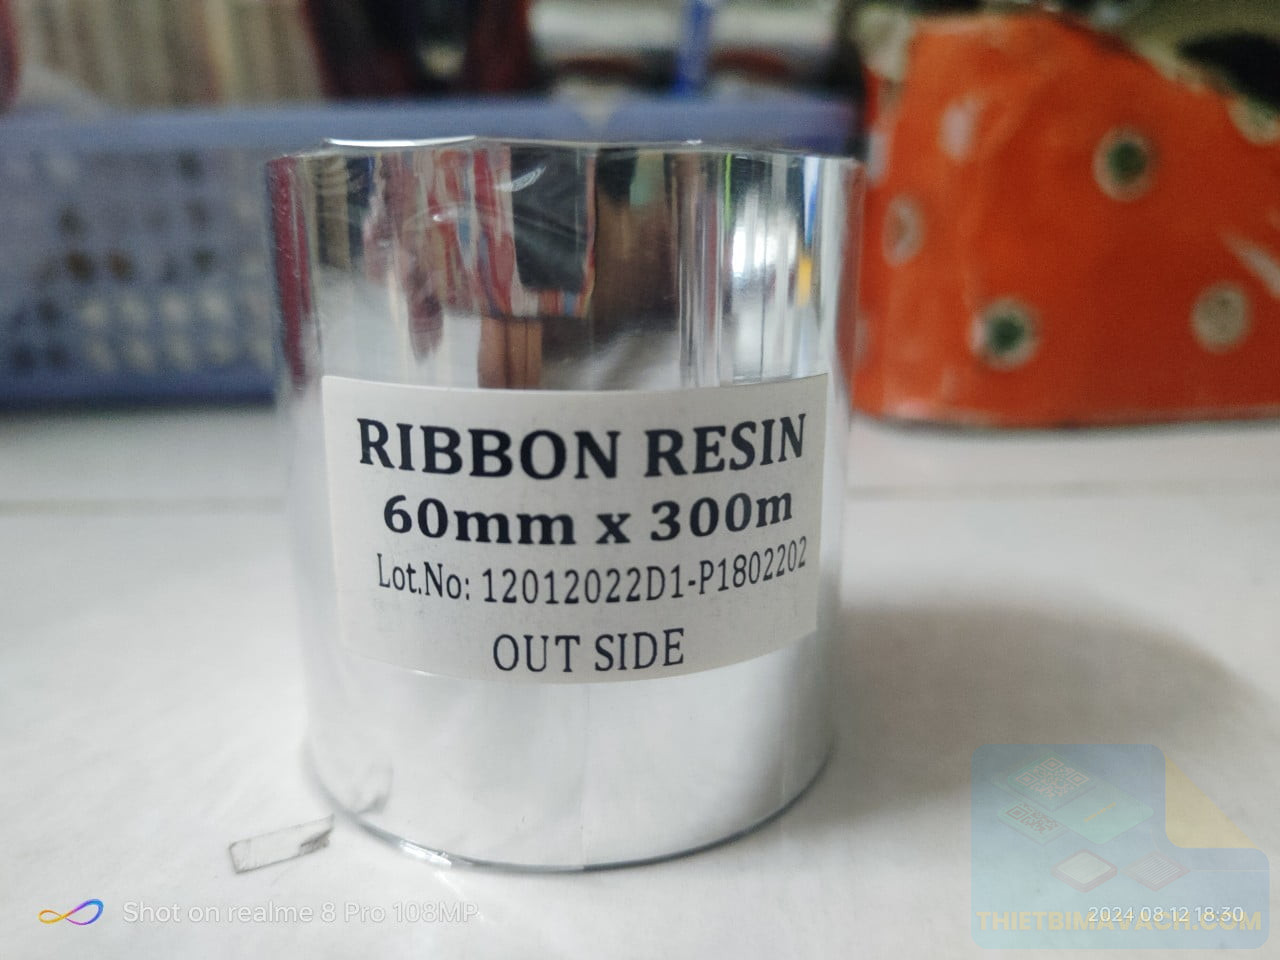 RIBBON RESIN
60mm x 300m
Lot.No: 12012022D1-P1802202
OUT SIDE
Shot on realme 8 Pro 108MP
2024 08 12 18:30
THIETBIMAVACH.COM